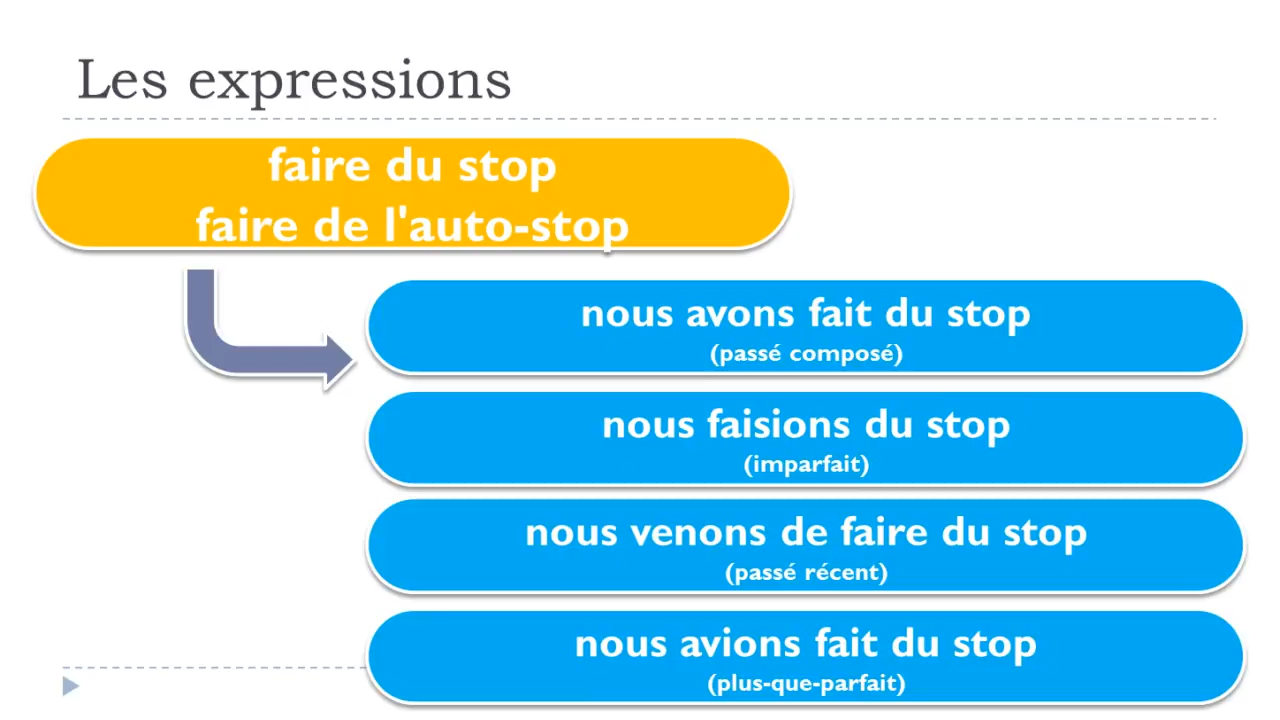 Les expressions
faire du stop
faire de l'auto-stop
nous avons fait du stop
(passé composé)
nous faisions du stop
(imparfait)
nous venons de faire du stop
(passé récent)
nous avions fait du stop
(plus-que-parfait)